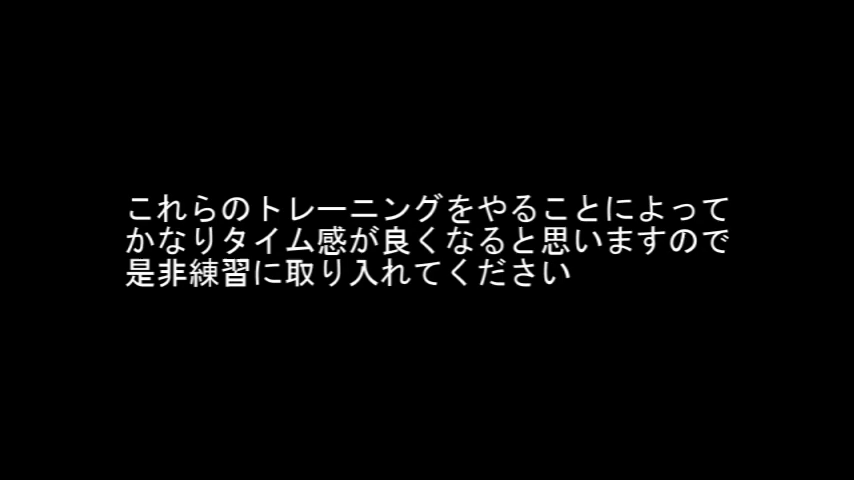 これらのトレーニングをやることによって
かなりタイム感が良くなると思いますので
是非練習に取り入れてください